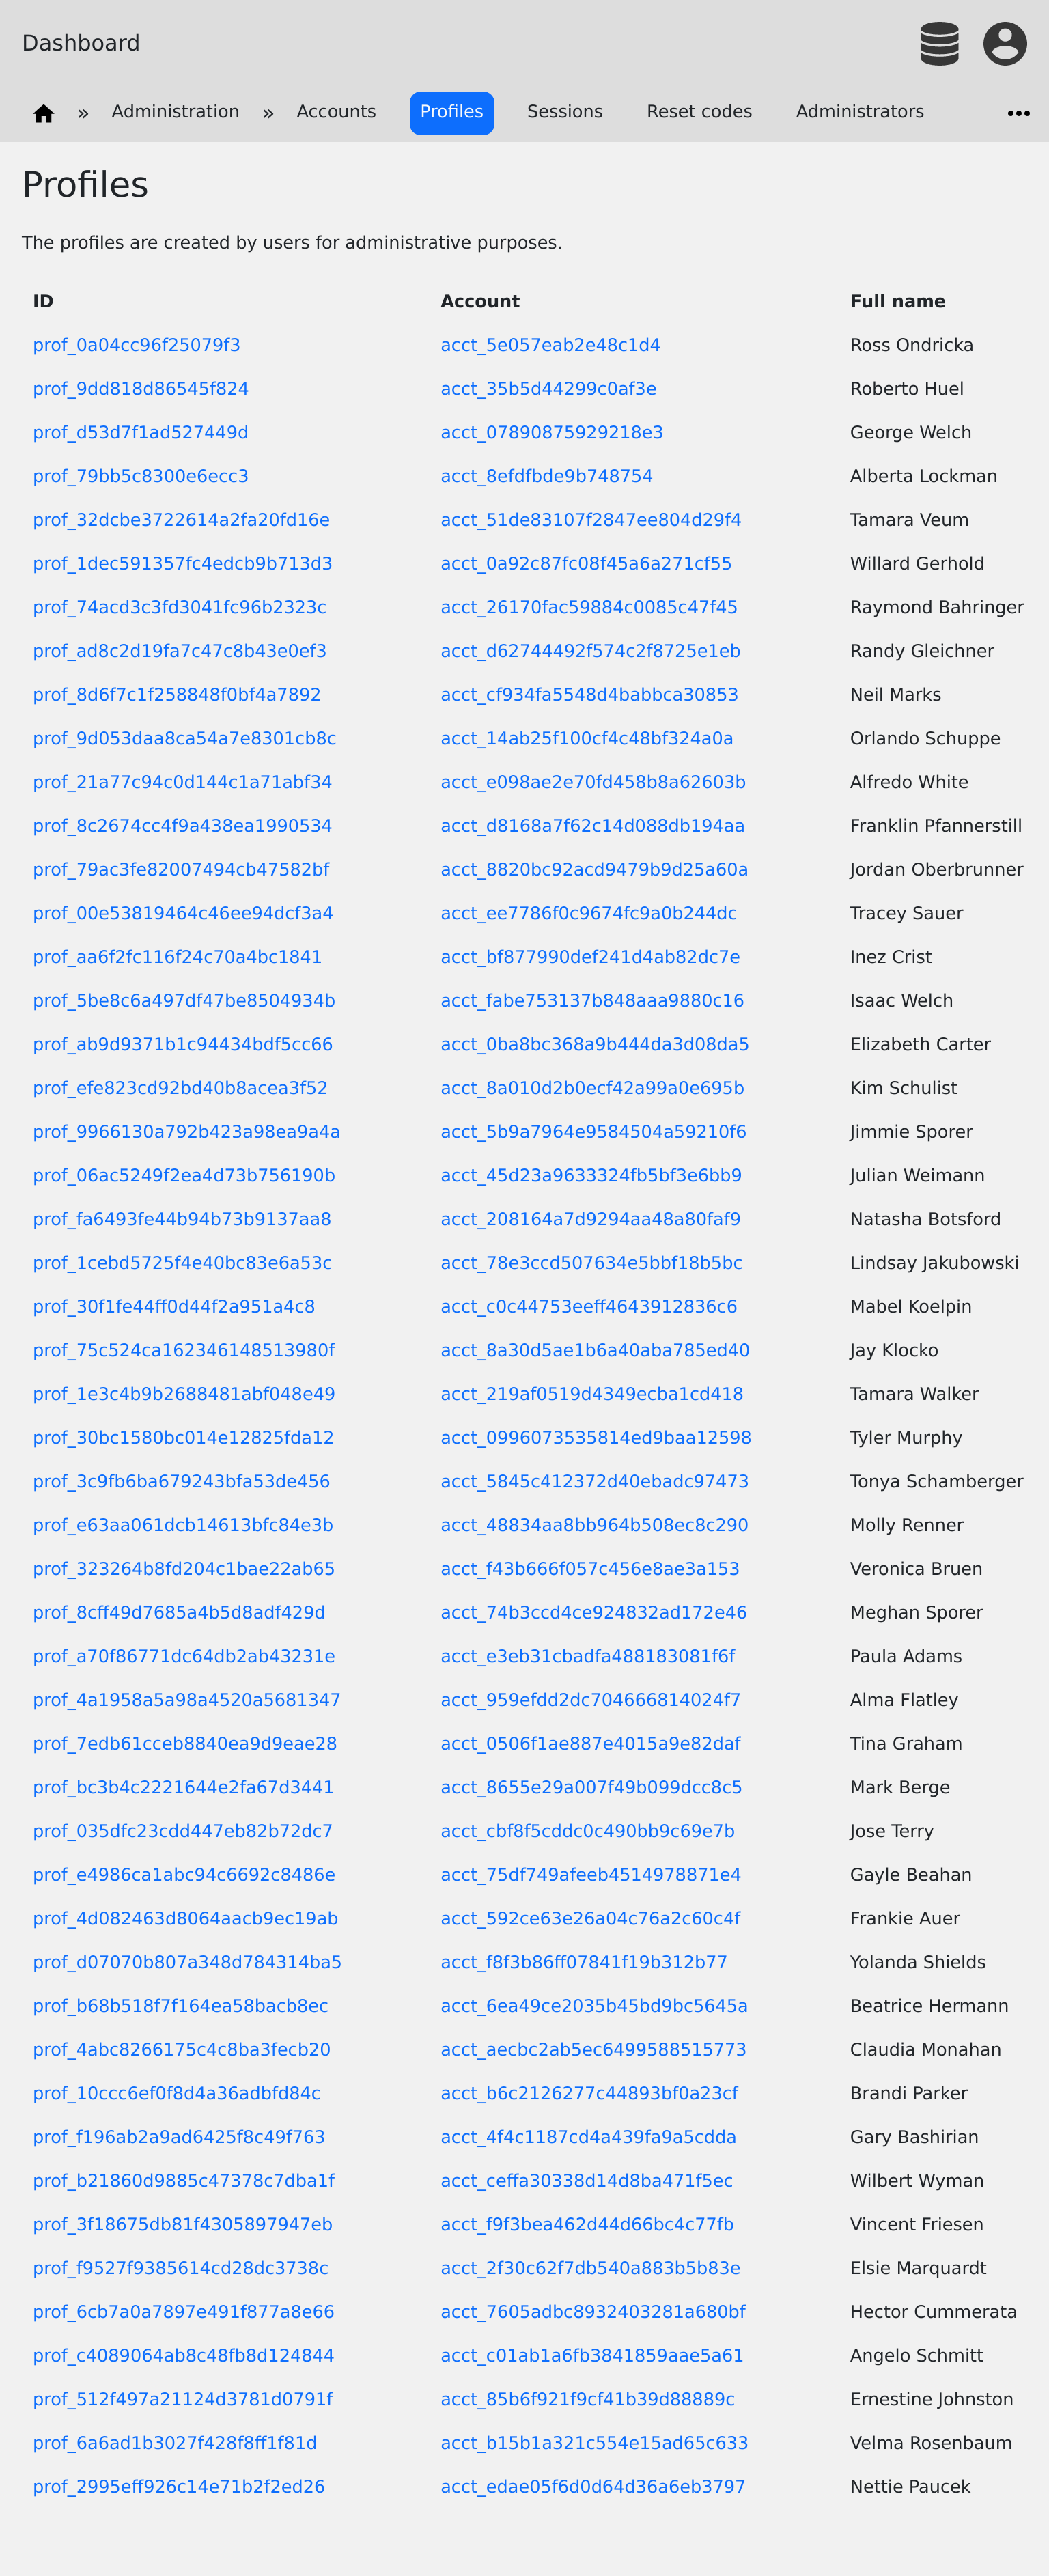 Dashboard
» Administration » Accounts Profiles Sessions Reset codes Administrators •••
Profiles
The profiles are created by users for administrative purposes.
ID Account Full name
prof_0a04cc96f25079f3 acct_5e057eab2e48c1d4 Ross Ondricka
prof_9dd818d86545f824 acct_35b5d44299c0af3e Roberto Huel
prof_d53d7f1ad527449d acct_07890875929218e3 George Welch
prof_79bb5c8300e6ecc3 acct_8efdfbde9b748754 Alberta Lockman
prof_32dcbe3722614a2fa20fd16e acct_51de83107f2847ee804d29f4 Tamara Veum
prof_1dec591357fc4edcb9b713d3 acct_0a92c87fc08f45a6a271cf55 Willard Gerhold
prof_74acd3c3fd3041fc96b2323c acct_26170fac59884c0085c47f45 Raymond Bahringer
prof_ad8c2d19fa7c47c8b43e0ef3 acct_d62744492f574c2f8725e1eb Randy Gleichner
prof_8d6f7c1f258848f0bf4a7892 acct_cf934fa5548d4babbca30853 Neil Marks
prof_9d053daa8ca54a7e8301cb8c acct_14ab25f100cf4c48bf324a0a Orlando Schuppe
prof_21a77c94c0d144c1a71abf34 acct_e098ae2e70fd458b8a62603b Alfredo White
prof_8c2674cc4f9a438ea1990534 acct_d8168a7f62c14d088db194aa Franklin Pfannerstill
prof_79ac3fe82007494cb47582bf acct_8820bc92acd9479b9d25a60a Jordan Oberbrunner
prof_00e53819464c46ee94dcf3a4 acct_ee7786f0c9674fc9a0b244dc Tracey Sauer
prof_aa6f2fc116f24c70a4bc1841 acct_bf877990def241d4ab82dc7e Inez Crist
prof_5be8c6a497df47be8504934b acct_fabe753137b848aaa9880c16 Isaac Welch
prof_ab9d9371b1c94434bdf5cc66 acct_0ba8bc368a9b444da3d08da5 Elizabeth Carter
prof_efe823cd92bd40b8acea3f52 acct_8a010d2b0ecf42a99a0e695b Kim Schulist
prof_9966130a792b423a98ea9a4a acct_5b9a7964e9584504a59210f6 Jimmie Sporer
prof_06ac5249f2ea4d73b756190b acct_45d23a9633324fb5bf3e6bb9 Julian Weimann
prof_fa6493fe44b94b73b9137aa8 acct_208164a7d9294aa48a80faf9 Natasha Botsford
prof_1cebd5725f4e40bc83e6a53c acct_78e3ccd507634e5bbf18b5bc Lindsay Jakubowski
prof_30f1fe44ff0d44f2a951a4c8 acct_c0c44753eeff4643912836c6 Mabel Koelpin
prof_75c524ca162346148513980f acct_8a30d5ae1b6a40aba785ed40 Jay Klocko
prof_1e3c4b9b2688481abf048e49 acct_219af0519d4349ecba1cd418 Tamara Walker
prof_30bc1580bc014e12825fda12 acct_0996073535814ed9baa12598 Tyler Murphy
prof_3c9fb6ba679243bfa53de456 acct_5845c412372d40ebadc97473 Tonya Schamberger
prof_e63aa061dcb14613bfc84e3b acct_48834aa8bb964b508ec8c290 Molly Renner
prof_323264b8fd204c1bae22ab65 acct_f43b666f057c456e8ae3a153 Veronica Bruen
prof_8cff49d7685a4b5d8adf429d acct_74b3ccd4ce924832ad172e46 Meghan Sporer
prof_a70f86771dc64db2ab43231e acct_e3eb31cbadfa488183081f6f Paula Adams
prof_4a1958a5a98a4520a5681347 acct_959efdd2dc704666814024f7 Alma Flatley
prof_7edb61cceb8840ea9d9eae28 acct_0506f1ae887e4015a9e82daf Tina Graham
prof_bc3b4c2221644e2fa67d3441 acct_8655e29a007f49b099dcc8c5 Mark Berge
prof_035dfc23cdd447eb82b72dc7 acct_cbf8f5cddc0c490bb9c69e7b Jose Terry
prof_e4986ca1abc94c6692c8486e acct_75df749afeeb4514978871e4 Gayle Beahan
prof_4d082463d8064aacb9ec19ab acct_592ce63e26a04c76a2c60c4f Frankie Auer
prof_d07070b807a348d784314ba5 acct_f8f3b86ff07841f19b312b77 Yolanda Shields
prof_b68b518f7f164ea58bacb8ec acct_6ea49ce2035b45bd9bc5645a Beatrice Hermann
prof_4abc8266175c4c8ba3fecb20 acct_aecbc2ab5ec6499588515773 Claudia Monahan
prof_10ccc6ef0f8d4a36adbfd84c acct_b6c2126277c44893bf0a23cf Brandi Parker
prof_f196ab2a9ad6425f8c49f763 acct_4f4c1187cd4a439fa9a5cdda Gary Bashirian
prof_b21860d9885c47378c7dba1f acct_ceffa30338d14d8ba471f5ec Wilbert Wyman
prof_3f18675db81f4305897947eb acct_f9f3bea462d44d66bc4c77fb Vincent Friesen
prof_f9527f9385614cd28dc3738c acct_2f30c62f7db540a883b5b83e Elsie Marquardt
prof_6cb7a0a7897e491f877a8e66 acct_7605adbc8932403281a680bf Hector Cummerata
prof_c4089064ab8c48fb8d124844 acct_c01ab1a6fb3841859aae5a61 Angelo Schmitt
prof_512f497a21124d3781d0791f acct_85b6f921f9cf41b39d88889c Ernestine Johnston
prof_6a6ad1b3027f428f8ff1f81d acct_b15b1a321c554e15ad65c633 Velma Rosenbaum
prof_2995eff926c14e71b2f2ed26 acct_edae05f6d0d64d36a6eb3797 Nettie Paucek